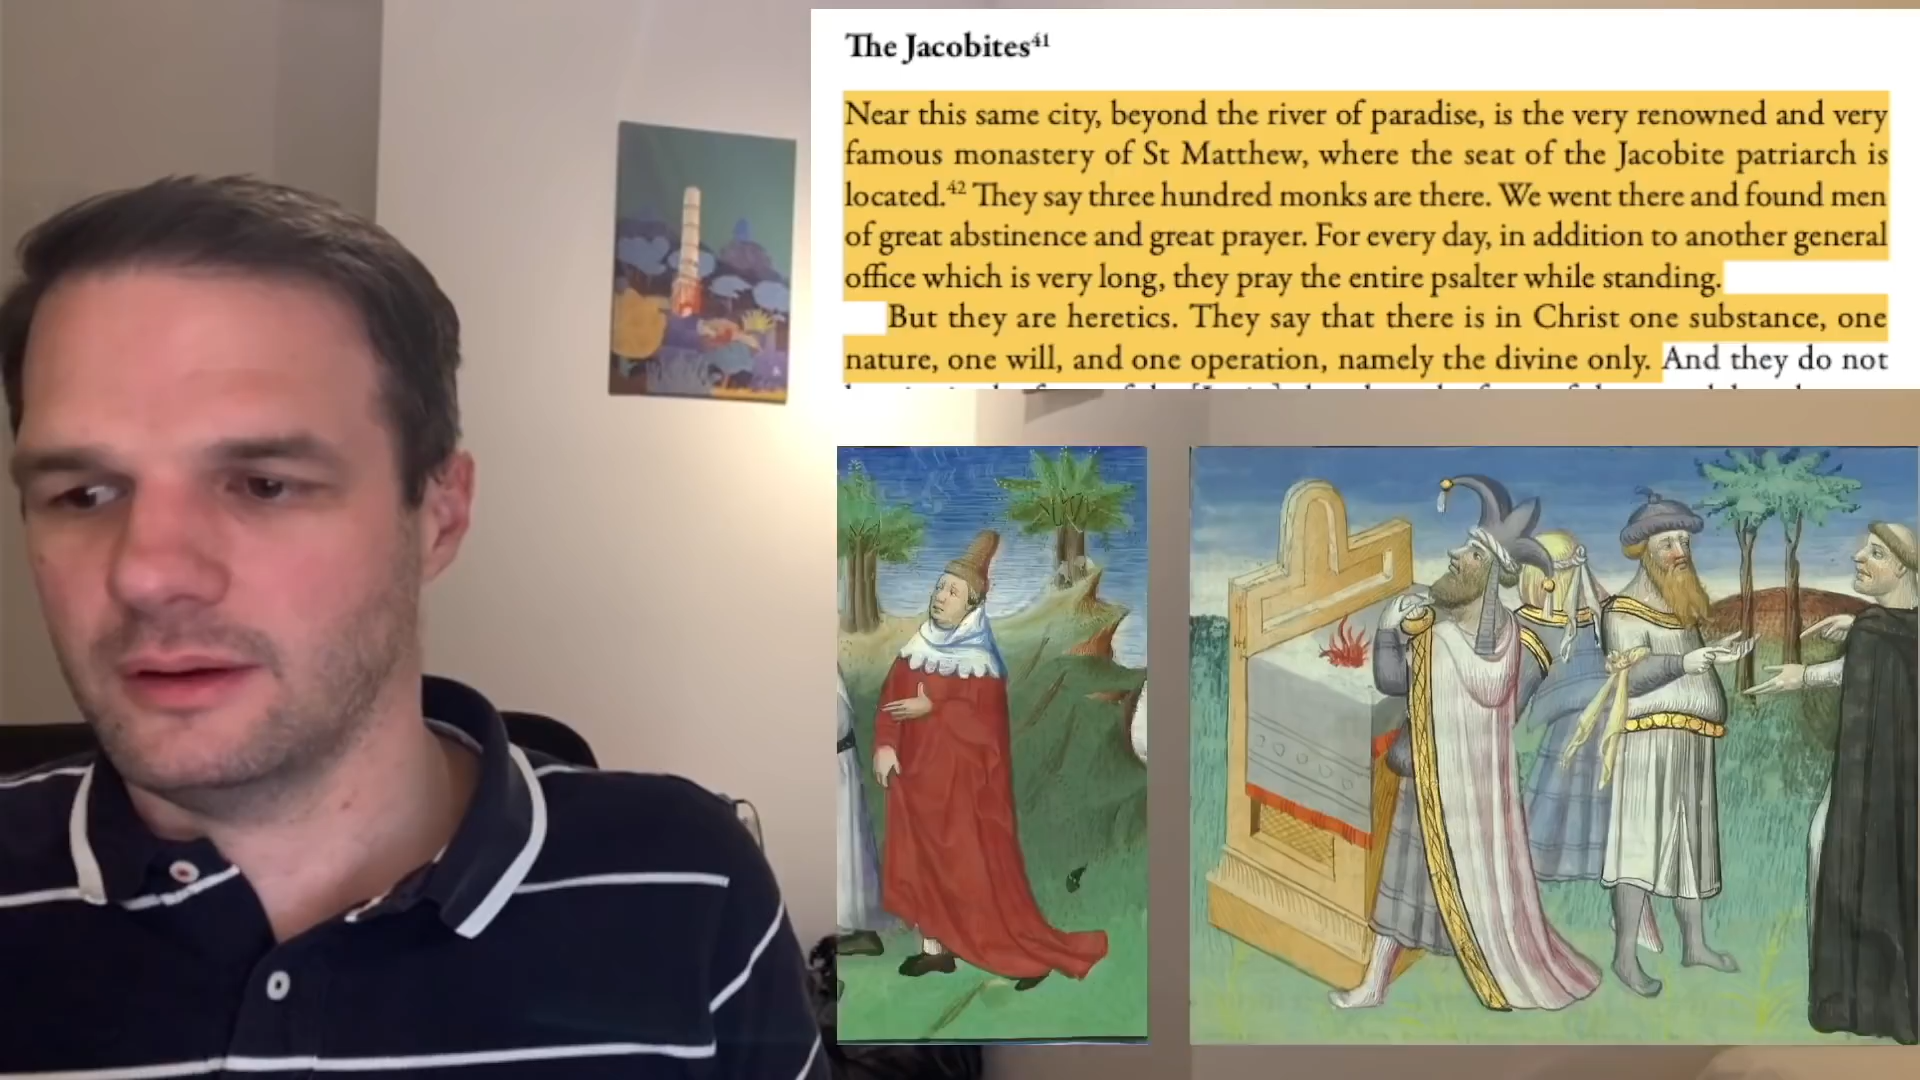 The Jacobites⁴¹
Near this same city, beyond the river of paradise, is the very renowned and very
famous monastery of St Matthew, where the seat of the Jacobite patriarch is
located.⁴² They say three hundred monks are there. We went there and found men
of great abstinence and great prayer. For every day, in addition to another general
office which is very long, they pray the entire psalter while standing.
But they are heretics. They say that there is in Christ one substance, one
nature, one will, and one operation, namely the divine only. And they do not